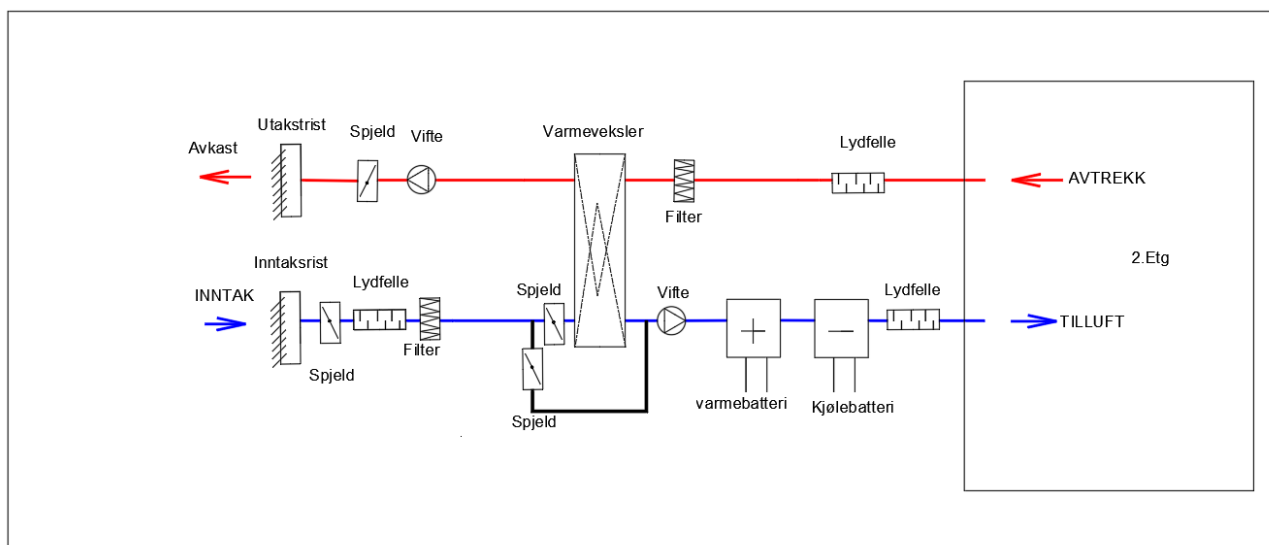 Utakstrist
Spjeld
Vifte
Varmeveksler
Lydfelle
Avkast
AVTREKK
Filter
2.Etg
Inntaksrist
Lydfelle
Spjeld
Vifte
Lydfelle
INNTAK
TILLUFT
Filter
Spjeld
varmebatteri
Kjølebatteri
Spjeld